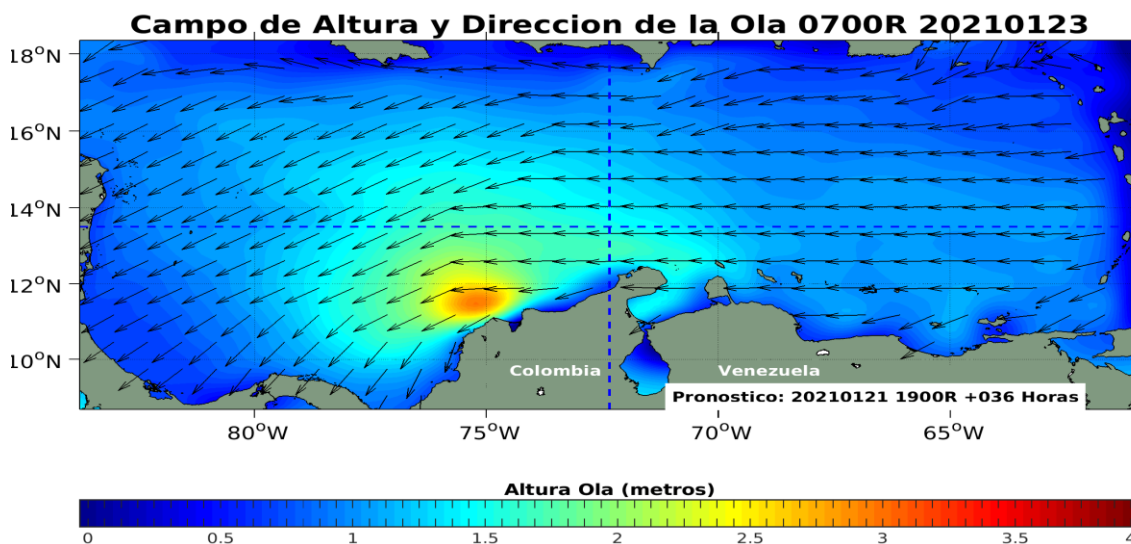 Campo de Altura y Direccion de la Ola 0700R 20210123
18°N
16°N
14°N
12°N
10°N
Colombia
Venezuela
Pronostico: 20210121 1900R +036 Horas
80°W
75°W
70°W
65°W
Altura Ola (metros)
0 0.5 1 1.5 2 2.5 3 3.5 4